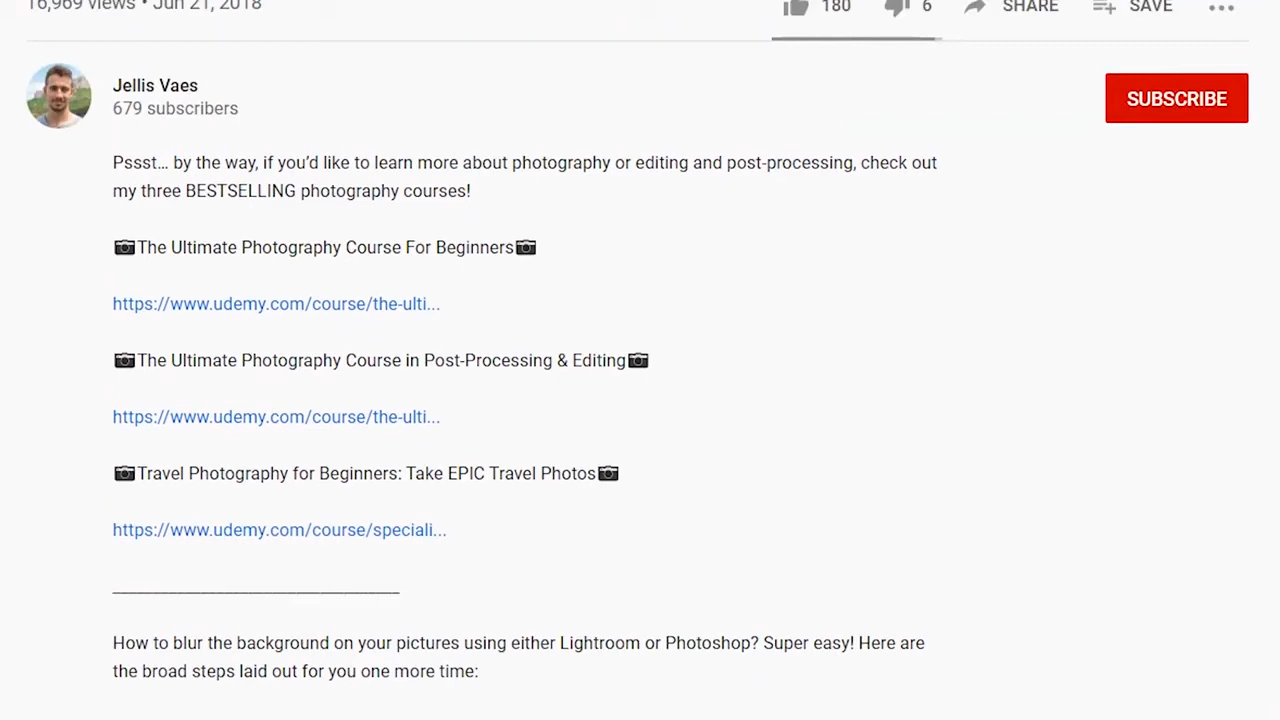 16,969 views • Jun 21, 2018
180 6 SHARE SAVE
Jellis Vaes
679 subscribers
SUBSCRIBE
Pssst… by the way, if you’d like to learn more about photography or editing and post-processing, check out
my three BESTSELLING photography courses!
📷The Ultimate Photography Course For Beginners📷
https://www.udemy.com/course/the-ulti...
📷The Ultimate Photography Course in Post-Processing & Editing📷
https://www.udemy.com/course/the-ulti...
📷Travel Photography for Beginners: Take EPIC Travel Photos📷
https://www.udemy.com/course/speciali...
___________________________________
How to blur the background on your pictures using either Lightroom or Photoshop? Super easy! Here are
the broad steps laid out for you one more time: